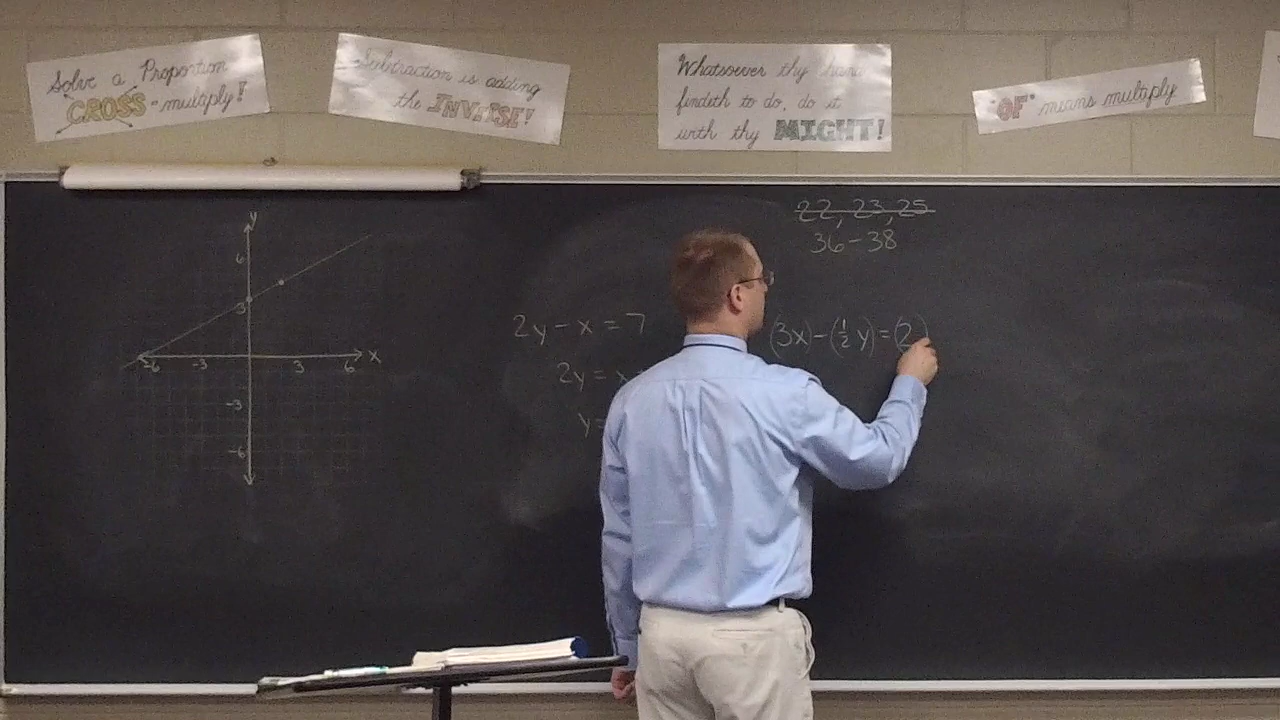 Solve a Proportion
CROSS-multiply!
Subtraction is adding
the INVERSE!
Whatsoever thy hand
findeth to do, do it
with thy MIGHT!
"OF" means multiply
22, 23, 25
36-38
y
6
3
-6 -3 3 6 x
-3
-6
2y - x = 7
2y = x
y =
(3x)-(½ y)=(2)